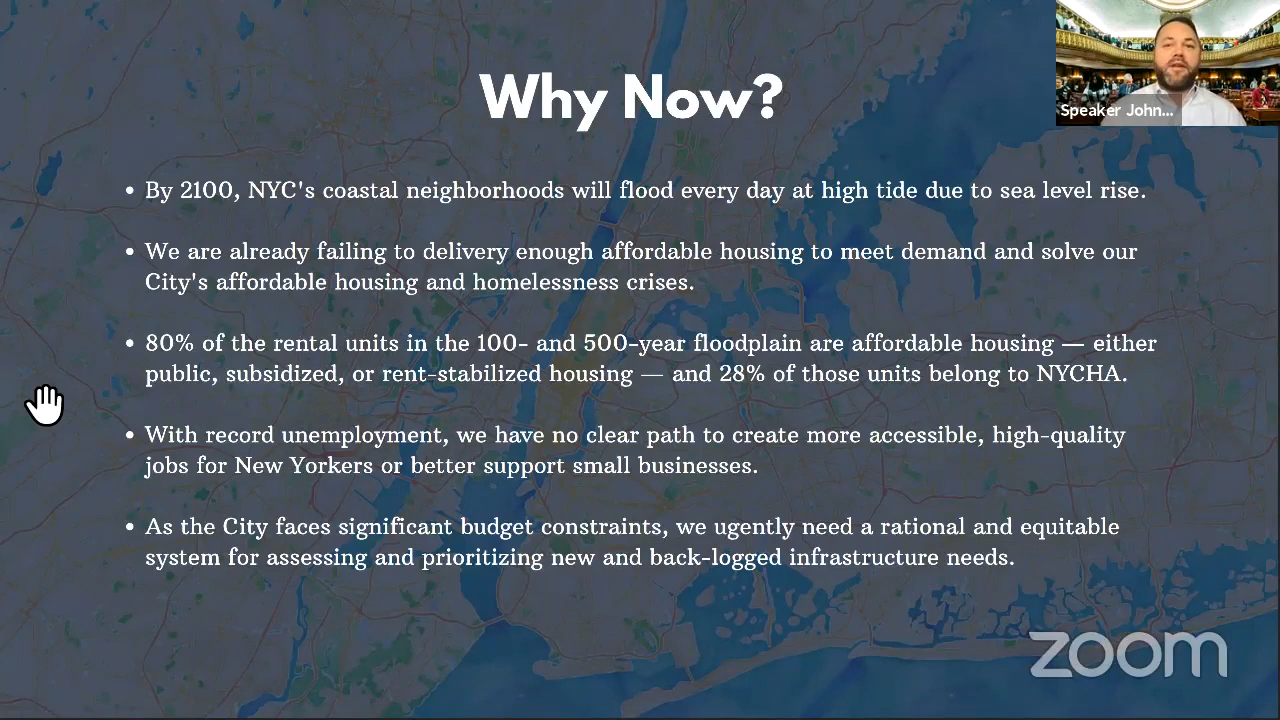 Why Now?
Speaker John...
• By 2100, NYC's coastal neighborhoods will flood every day at high tide due to sea level rise.
• We are already failing to delivery enough affordable housing to meet demand and solve our
City's affordable housing and homelessness crises.
• 80% of the rental units in the 100- and 500-year floodplain are affordable housing — either
public, subsidized, or rent-stabilized housing — and 28% of those units belong to NYCHA.
• With record unemployment, we have no clear path to create more accessible, high-quality
jobs for New Yorkers or better support small businesses.
• As the City faces significant budget constraints, we ugently need a rational and equitable
system for assessing and prioritizing new and back-logged infrastructure needs.
zoom